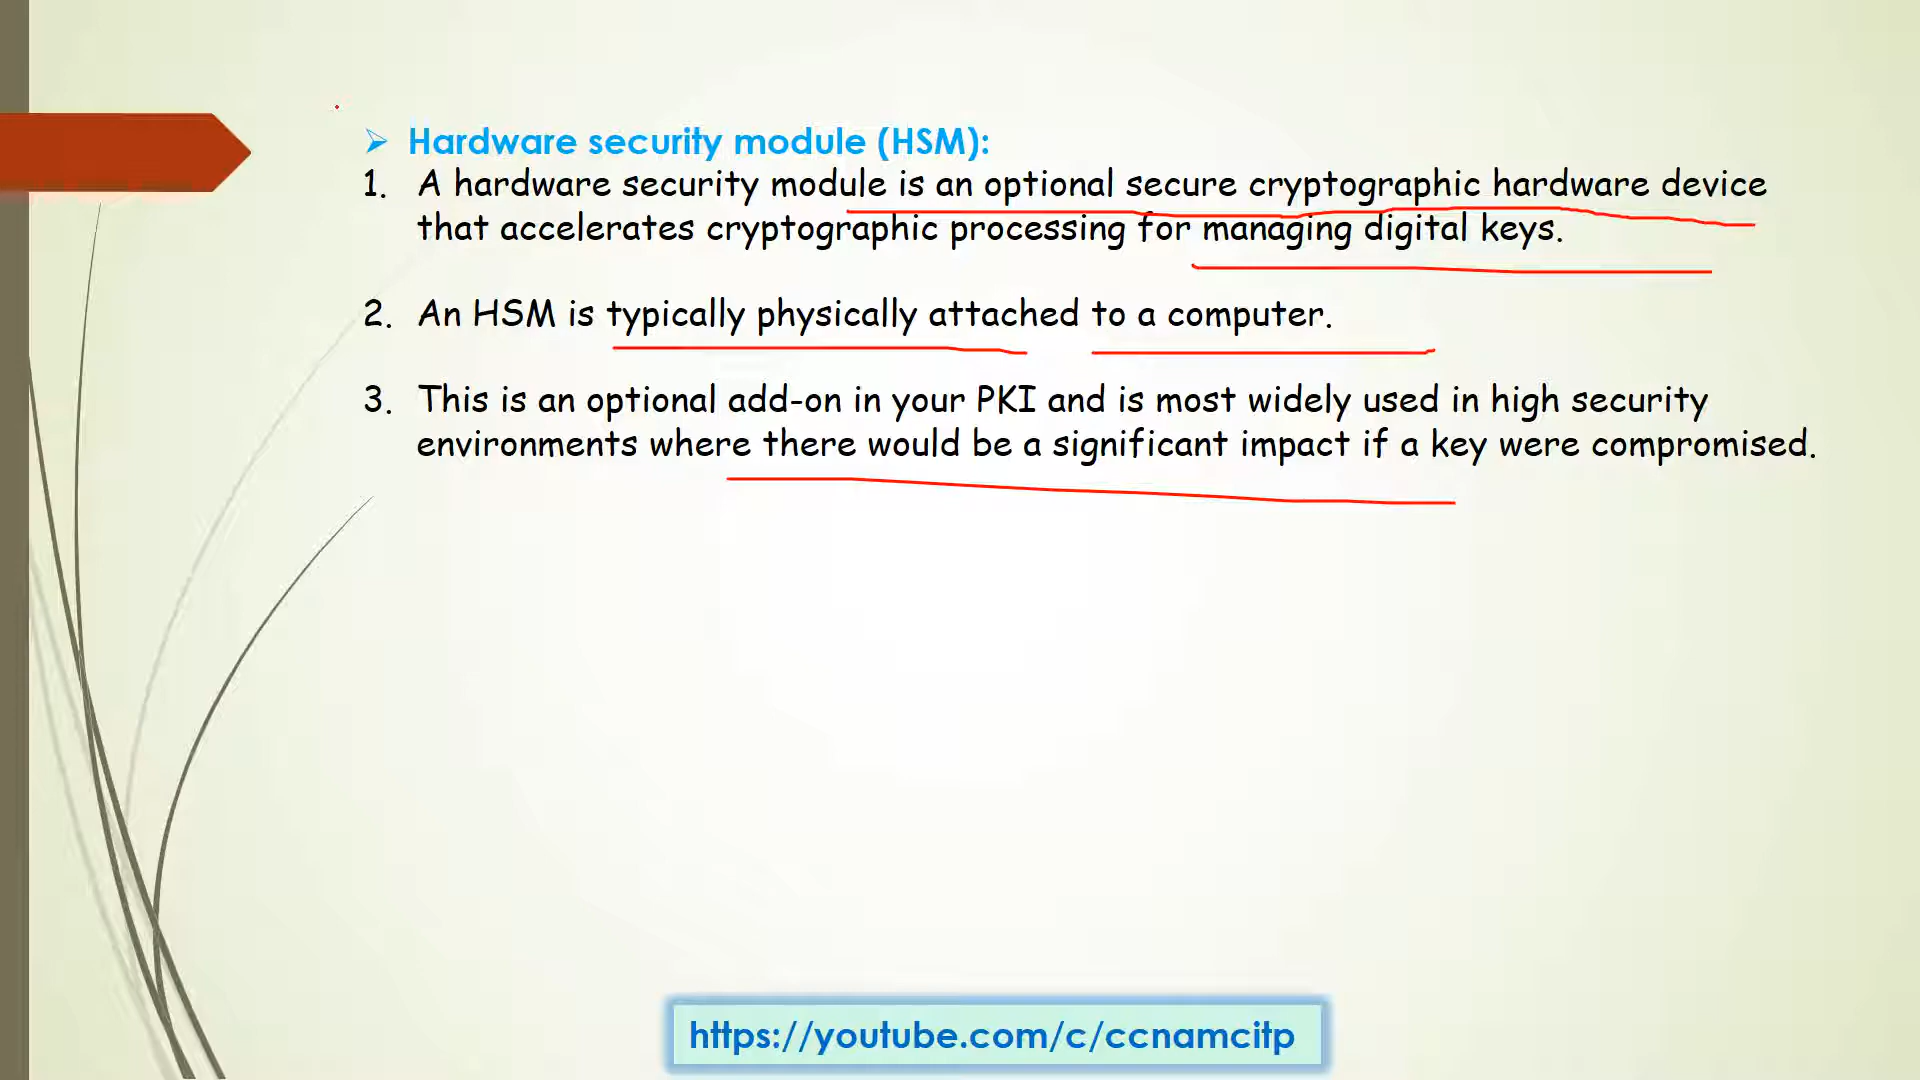 ➢ Hardware security module (HSM):
1. A hardware security module is an optional secure cryptographic hardware device
that accelerates cryptographic processing for managing digital keys.
2. An HSM is typically physically attached to a computer.
3. This is an optional add-on in your PKI and is most widely used in high security
environments where there would be a significant impact if a key were compromised.
https://youtube.com/c/ccnamcitp